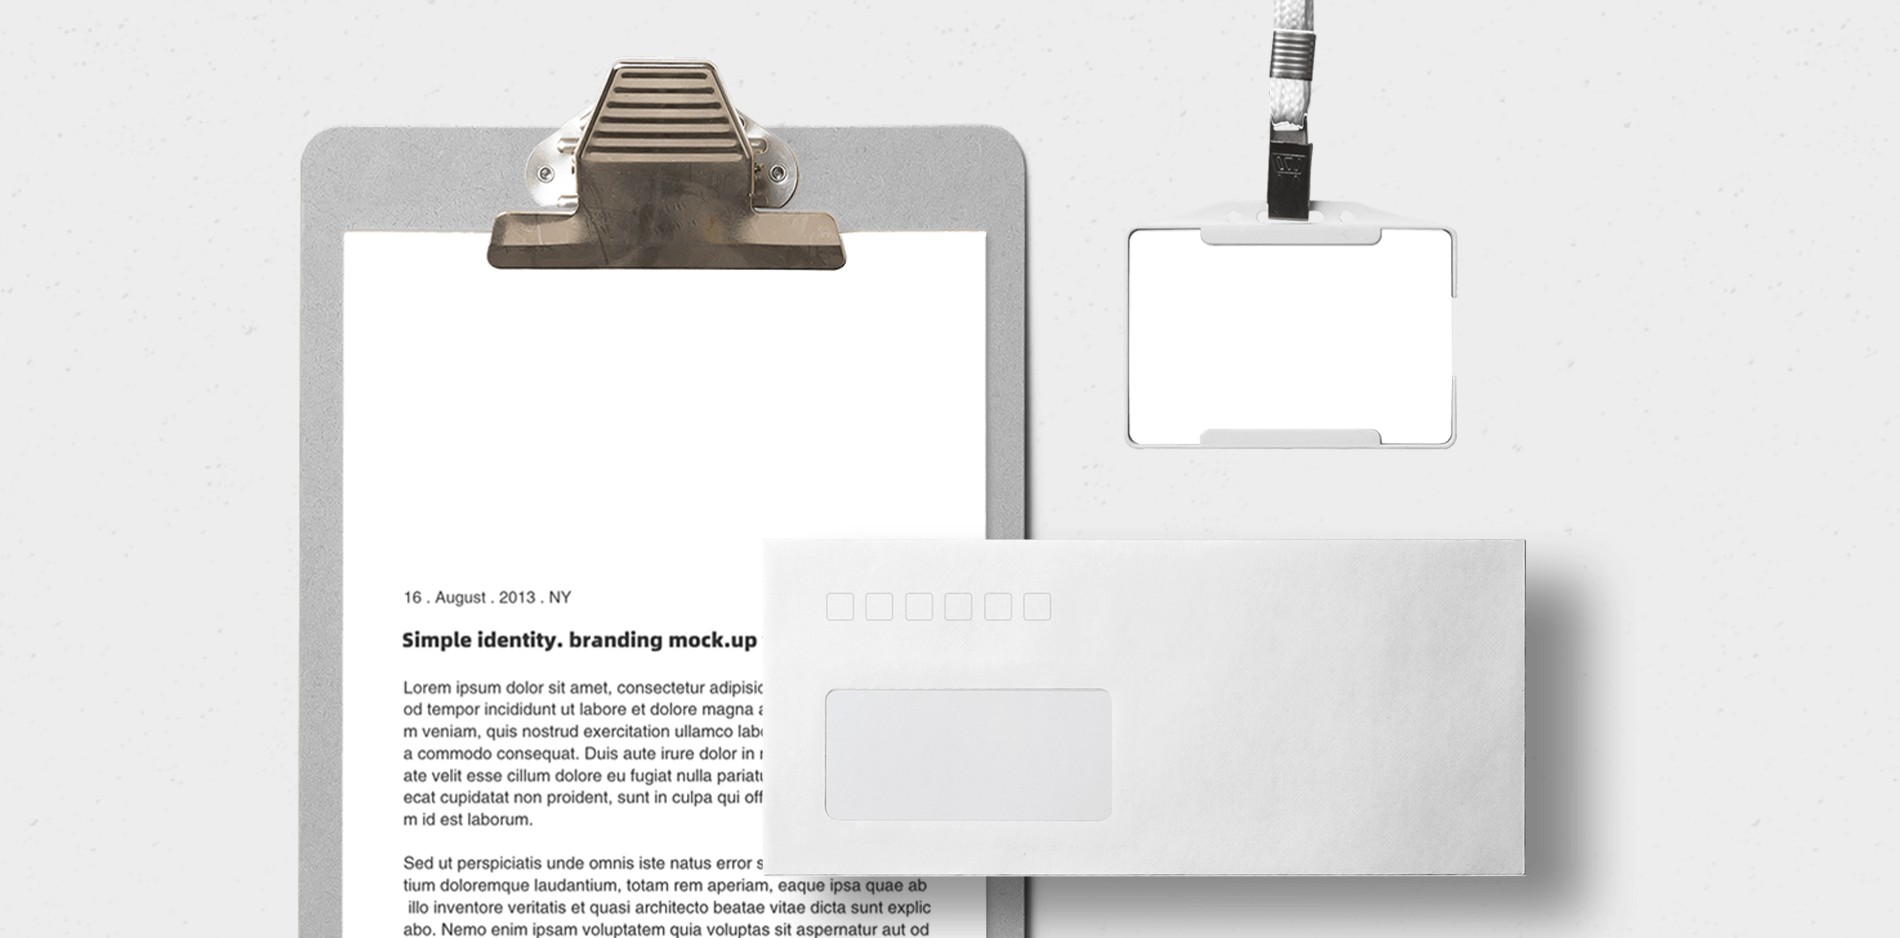 16 . August . 2013 . NY
Simple identity. branding mock.up
Lorem ipsum dolor sit amet, consectetur adipisic
od tempor incididunt ut labore et dolore magna a
m veniam, quis nostrud exercitation ullamco labo
a commodo consequat. Duis aute irure dolor in r
ate velit esse cillum dolore eu fugiat nulla pariatu
ecat cupidatat non proident, sunt in culpa qui off
m id est laborum.
Sed ut perspiciatis unde omnis iste natus error s
tium doloremque laudantium, totam rem aperiam, eaque ipsa quae ab
illo inventore veritatis et quasi architecto beatae vitae dicta sunt explic
abo. Nemo enim ipsam voluptatem quia voluptas sit aspernatur aut od